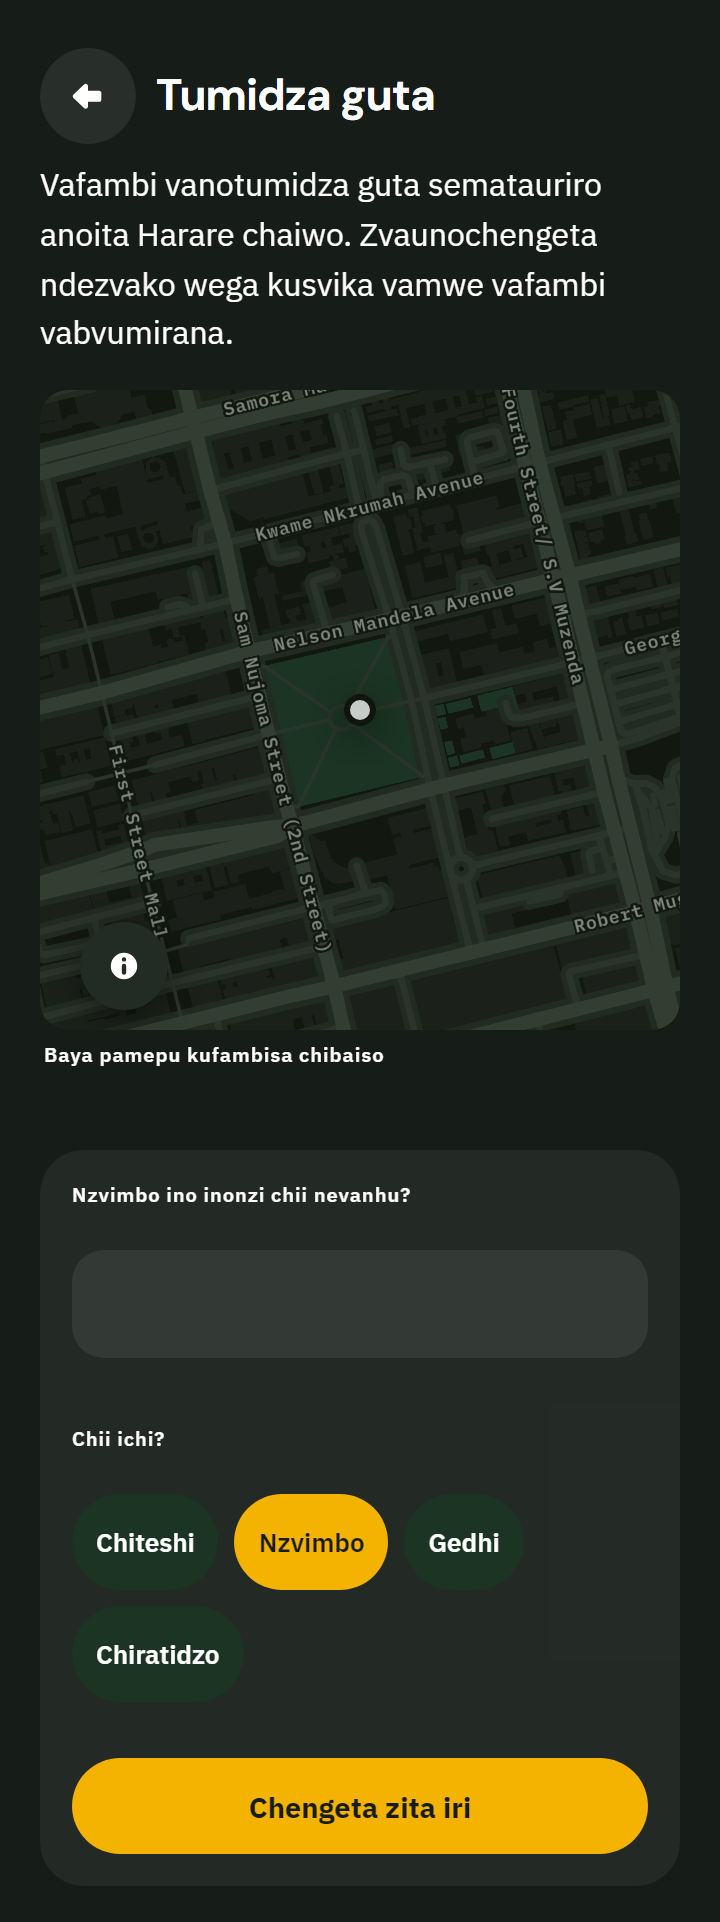 Tumidza guta
Vafambi vanotumidza guta sematauriro
anoita Harare chaiwo. Zvaunochengeta
ndezvako wega kusvika vamwe vafambi
vabvumirana.
Samora
Fourth Street/ S.V Muzenda
Kwame Nkrumah Avenue
Nelson Mandela Avenue
Sam Nujoma Street (2nd Street)
First Street Mall
Robert
Baya pamepu kufambisa chibaiso
Nzvimbo ino inonzi chii nevanhu?
Chii ichi?
Chiteshi
Nzvimbo
Gedhi
Chiratidzo
Chengeta zita iri